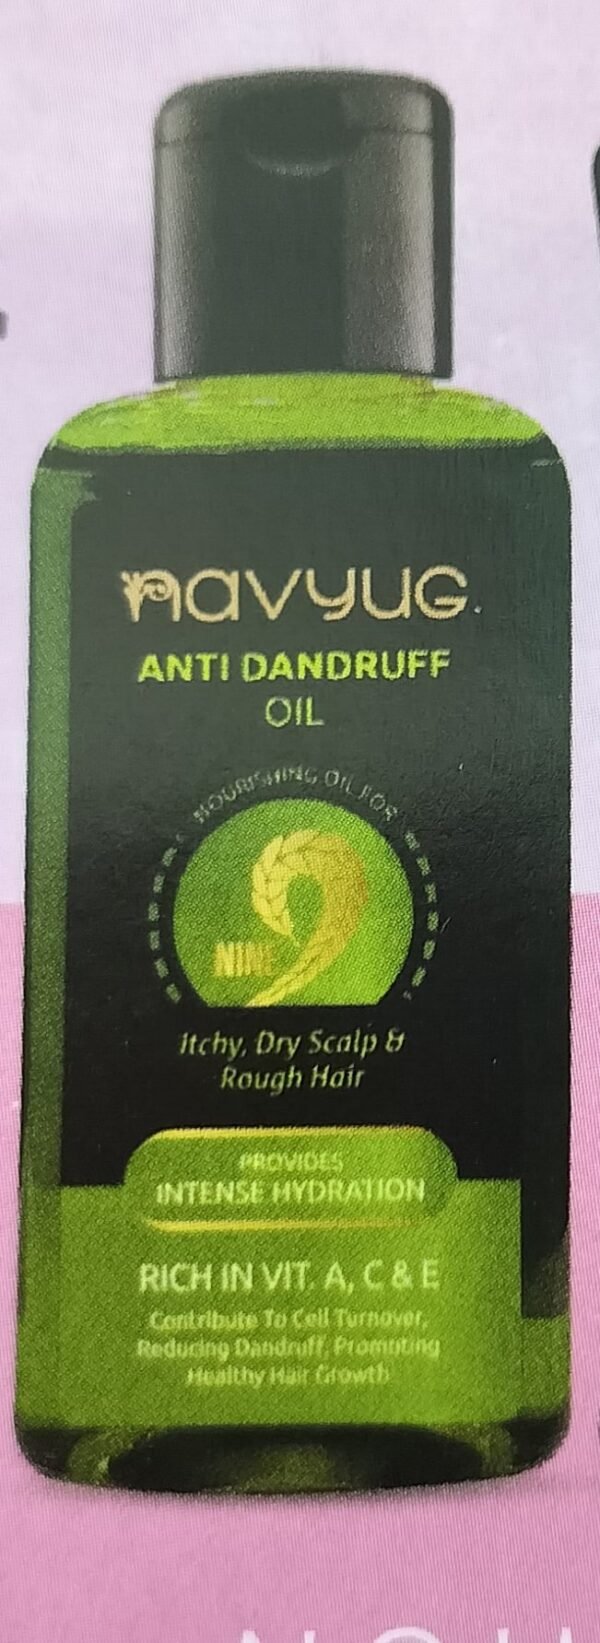 navyug.
ANTI DANDRUFF
OIL
NOURISHING OIL FOR
NINE
9
Itchy, Dry Scalp &
Rough Hair
PROVIDES
INTENSE HYDRATION
RICH IN VIT. A, C & E
Contribute To Cell Turnover,
Reducing Dandruff, Promoting
Healthy Hair Growth